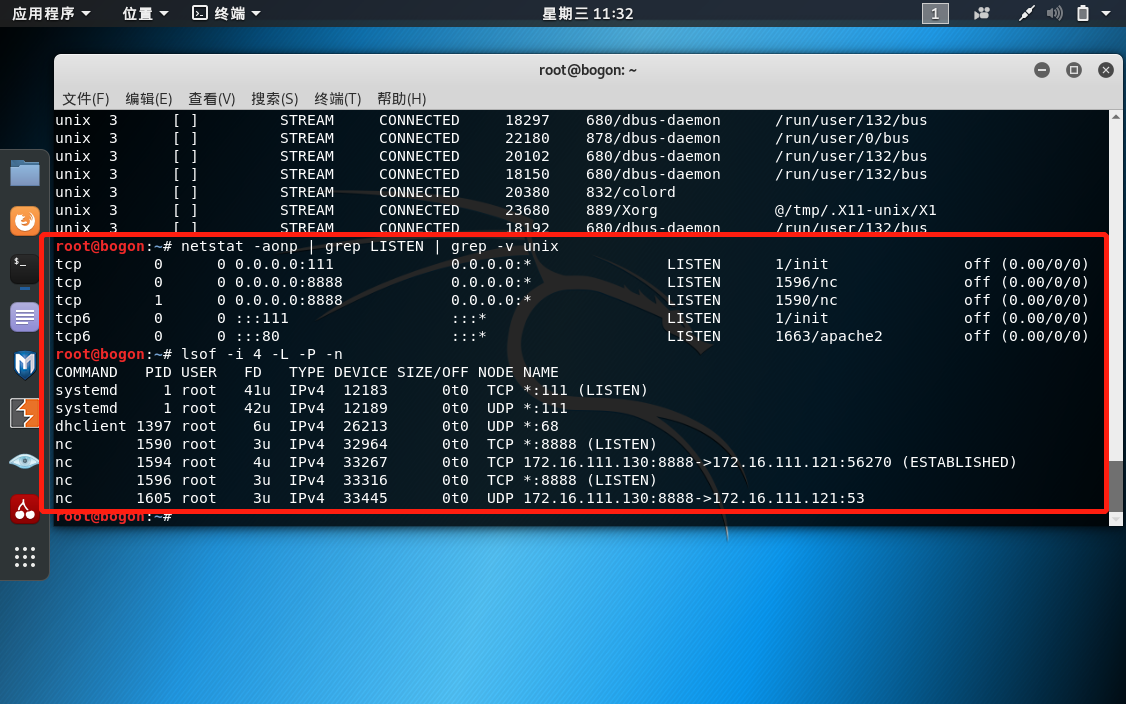 应用程序 位置 终端 星期三 11:32 1
root@bogon: ~
文件(F) 编辑(E) 查看(V) 搜索(S) 终端(T) 帮助(H)
unix 3 [ ] STREAM CONNECTED 18297 680/dbus-daemon /run/user/132/bus
unix 3 [ ] STREAM CONNECTED 22180 878/dbus-daemon /run/user/0/bus
unix 3 [ ] STREAM CONNECTED 20102 680/dbus-daemon /run/user/132/bus
unix 3 [ ] STREAM CONNECTED 18150 680/dbus-daemon /run/user/132/bus
unix 3 [ ] STREAM CONNECTED 20380 832/colord
unix 3 [ ] STREAM CONNECTED 23680 889/Xorg @/tmp/.X11-unix/X1
unix 3 [ ] STREAM CONNECTED 18192 680/dbus-daemon /run/user/132/bus
root@bogon:~# netstat -aonp | grep LISTEN | grep -v unix
tcp 0 0 0.0.0.0:111 0.0.0.0:* LISTEN 1/init off (0.00/0/0)
tcp 0 0 0.0.0.0:8888 0.0.0.0:* LISTEN 1596/nc off (0.00/0/0)
tcp 1 0 0.0.0.0:8888 0.0.0.0:* LISTEN 1590/nc off (0.00/0/0)
tcp6 0 0 :::111 :::* LISTEN 1/init off (0.00/0/0)
tcp6 0 0 :::80 :::* LISTEN 1663/apache2 off (0.00/0/0)
root@bogon:~# lsof -i 4 -L -P -n
COMMAND PID USER FD TYPE DEVICE SIZE/OFF NODE NAME
systemd 1 root 41u IPv4 12183 0t0 TCP *:111 (LISTEN)
systemd 1 root 42u IPv4 12189 0t0 UDP *:111
dhclient 1397 root 6u IPv4 26213 0t0 UDP *:68
nc 1590 root 3u IPv4 32964 0t0 TCP *:8888 (LISTEN)
nc 1594 root 4u IPv4 33267 0t0 TCP 172.16.111.130:8888->172.16.111.121:56270 (ESTABLISHED)
nc 1596 root 3u IPv4 33316 0t0 TCP *:8888 (LISTEN)
nc 1605 root 3u IPv4 33445 0t0 UDP 172.16.111.130:8888->172.16.111.121:53
root@bogon:~#